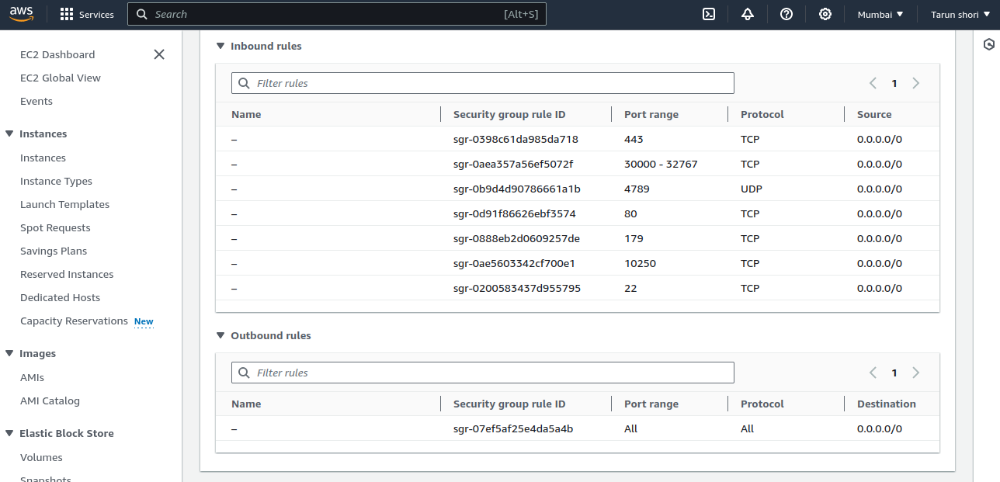 aws Services Search [Alt+S] Mumbai ▼ Tarun shori ▼
EC2 Dashboard
EC2 Global View
Events
Instances
Instances
Instance Types
Launch Templates
Spot Requests
Savings Plans
Reserved Instances
Dedicated Hosts
Capacity Reservations New
Images
AMIs
AMI Catalog
Elastic Block Store
Volumes
Snapshots
Inbound rules
Filter rules 1
Name Security group rule ID Port range Protocol Source
– sgr-0398c61da985da718 443 TCP 0.0.0.0/0
– sgr-0aea357a56ef5072f 30000 - 32767 TCP 0.0.0.0/0
– sgr-0b9d4d90786661a1b 4789 UDP 0.0.0.0/0
– sgr-0d91f86626ebf3574 80 TCP 0.0.0.0/0
– sgr-0888eb2d0609257de 179 TCP 0.0.0.0/0
– sgr-0ae5603342cf700e1 10250 TCP 0.0.0.0/0
– sgr-0200583437d955795 22 TCP 0.0.0.0/0
Outbound rules
Filter rules 1
Name Security group rule ID Port range Protocol Destination
– sgr-07ef5af25e4da5a4b All All 0.0.0.0/0